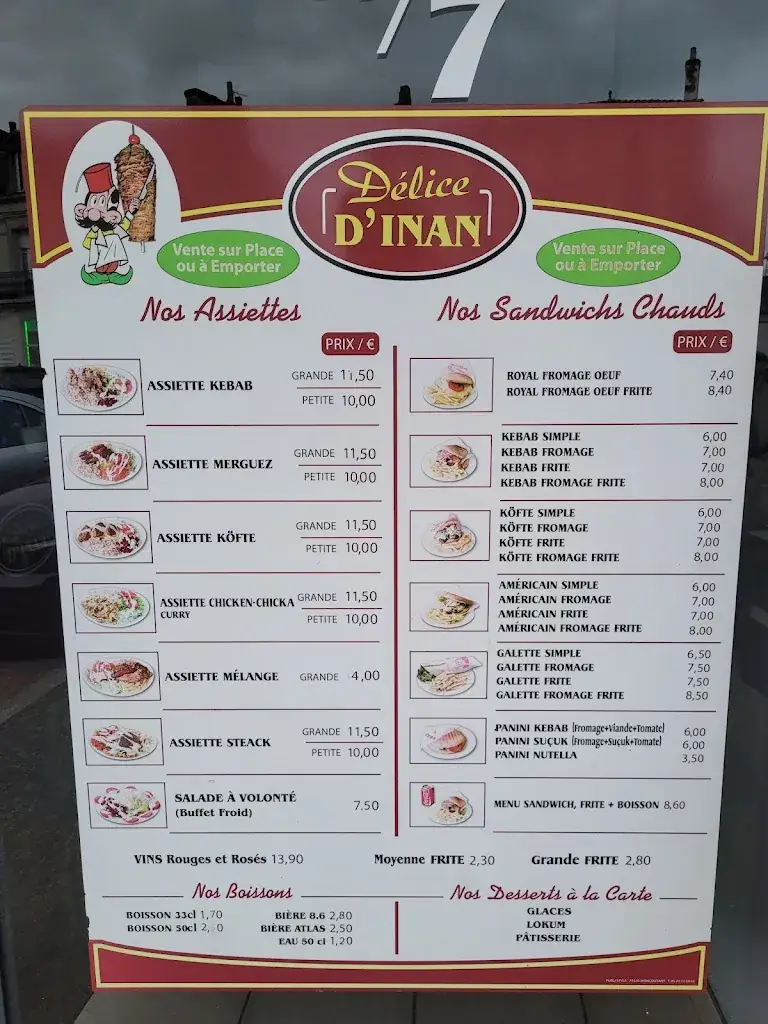 /7
Délice
D'INAN
Vente sur Place
ou à Emporter
Vente sur Place
ou à Emporter
Nos Assiettes
PRIX / €
ASSIETTE KEBAB
GRANDE 11,50
PETITE 10,00
ASSIETTE MERGUEZ
GRANDE 11,50
PETITE 10,00
ASSIETTE KÖFTE
GRANDE 11,50
PETITE 10,00
ASSIETTE CHICKEN-CHICKA
CURRY
GRANDE 11,50
PETITE 10,00
ASSIETTE MÉLANGE GRANDE 4,00
ASSIETTE STEACK
GRANDE 11,50
PETITE 10,00
SALADE À VOLONTÉ
(Buffet Froid)
7.50
Nos Sandwichs Chauds
PRIX / €
ROYAL FROMAGE OEUF 7,40
ROYAL FROMAGE OEUF FRITE 8,40
KEBAB SIMPLE 6,00
KEBAB FROMAGE 7,00
KEBAB FRITE 7,00
KEBAB FROMAGE FRITE 8,00
KÖFTE SIMPLE 6,00
KÖFTE FROMAGE 7,00
KÖFTE FRITE 7,00
KÖFTE FROMAGE FRITE 8,00
AMÉRICAIN SIMPLE 6,00
AMÉRICAIN FROMAGE 7,00
AMÉRICAIN FRITE 7,00
AMÉRICAIN FROMAGE FRITE 8.00
GALETTE SIMPLE 6,50
GALETTE FROMAGE 7,50
GALETTE FRITE 7,50
GALETTE FROMAGE FRITE 8,50
PANINI KEBAB (Fromage+Viande+Tomate) 6,00
PANINI SUÇUK (Fromage+Suçuk+Tomate) 6,00
PANINI NUTELLA 3,50
MENU SANDWICH, FRITE + BOISSON 8,60
VINS Rouges et Rosés 13,90 Moyenne FRITE 2,30 Grande FRITE 2,80
Nos Boissons
BOISSON 33cl 1,70
BOISSON 50cl
BIÈRE 8.6 2,80
BIÈRE ATLAS 2,50
EAU 50 cl 1,20
Nos Desserts à la Carte
GLACES
LOKUM
PÂTISSERIE